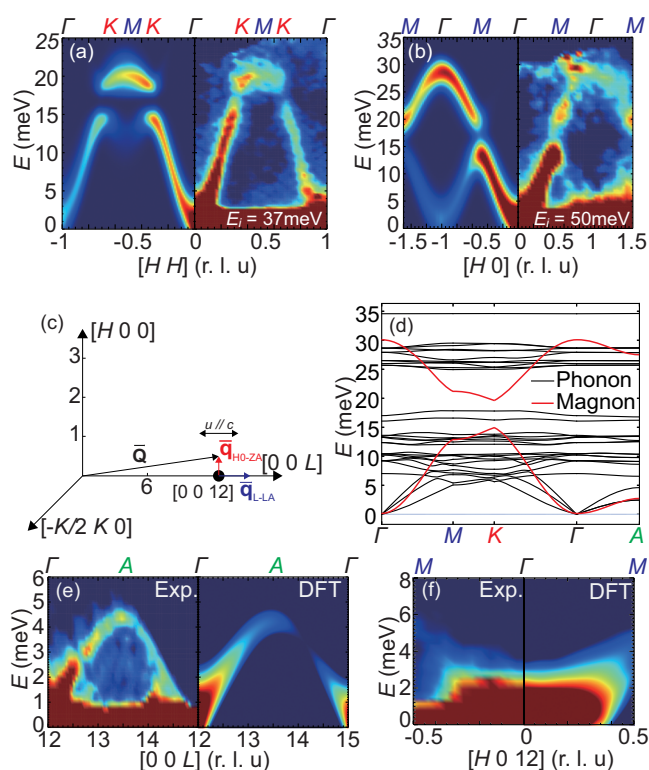 Γ K M K Γ K M K Γ
(a)
25
20
15
10
5
0
E (meV)
E_i = 37meV
-1 -0.5 0 0.5 1
[H H] (r. l. u)
M Γ M Γ M Γ M
(b)
35
30
25
20
15
10
5
0
E (meV)
E_i = 50meV
-1.5 -1 -0.5 0 0.5 1 1.5
[H 0] (r. l. u)
(c)
[H 0 0]
3
2
1
u // c
Q̅
q̅H0-ZA
[0 0 L]
6
[0 0 12]
q̅L-LA
[-K/2 K 0]
(d)
35
30
25
20
15
10
5
0
E (meV)
Phonon
Magnon
Γ M K Γ A
Γ A Γ A Γ
(e)
Exp.
DFT
6
5
4
3
2
1
0
E (meV)
12 13 14 12 13 14 15
[0 0 L] (r. l. u)
M Γ M
(f)
Exp.
DFT
8
6
4
2
0
E (meV)
-0.5 0 0.5
[H 0 12] (r. l. u)